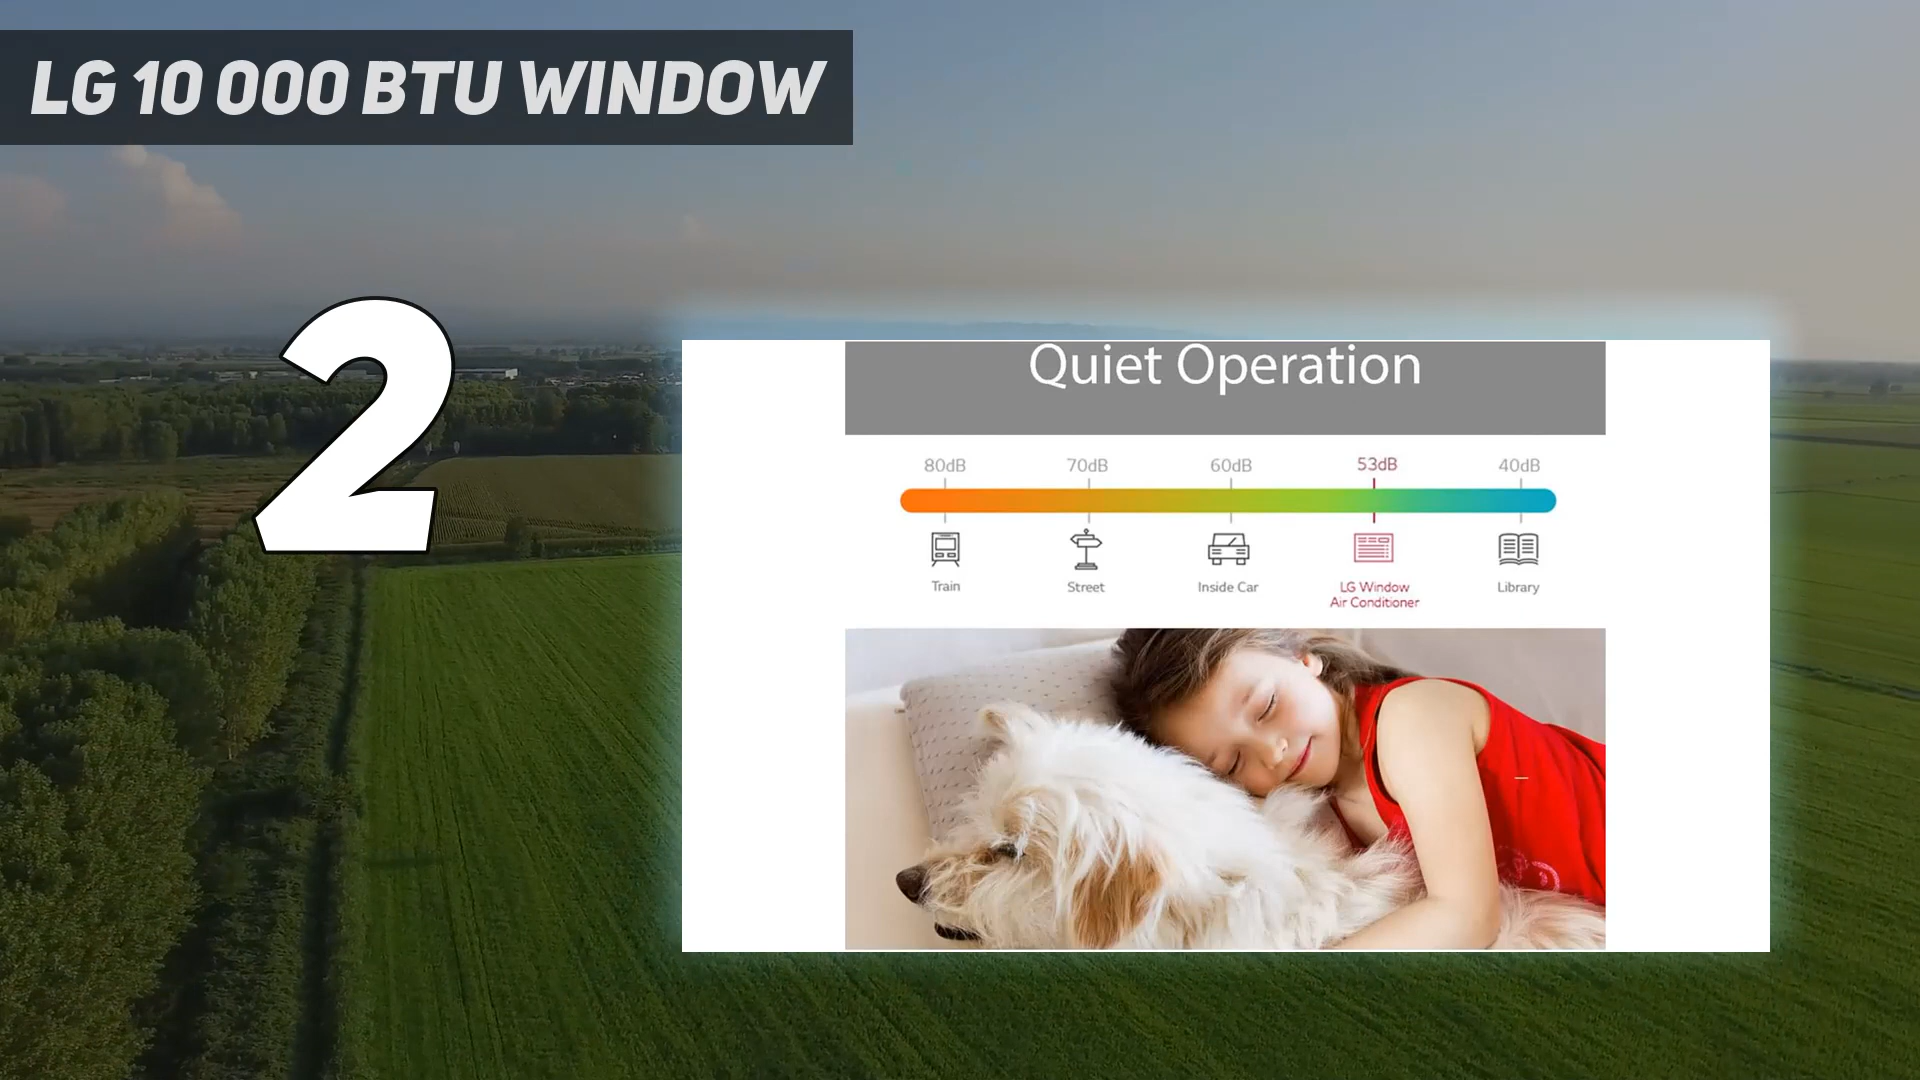 LG 10 000 BTU WINDOW
2
Quiet Operation
80dB 70dB 60dB 53dB 40dB
Train Street Inside Car LG Window Air Conditioner Library